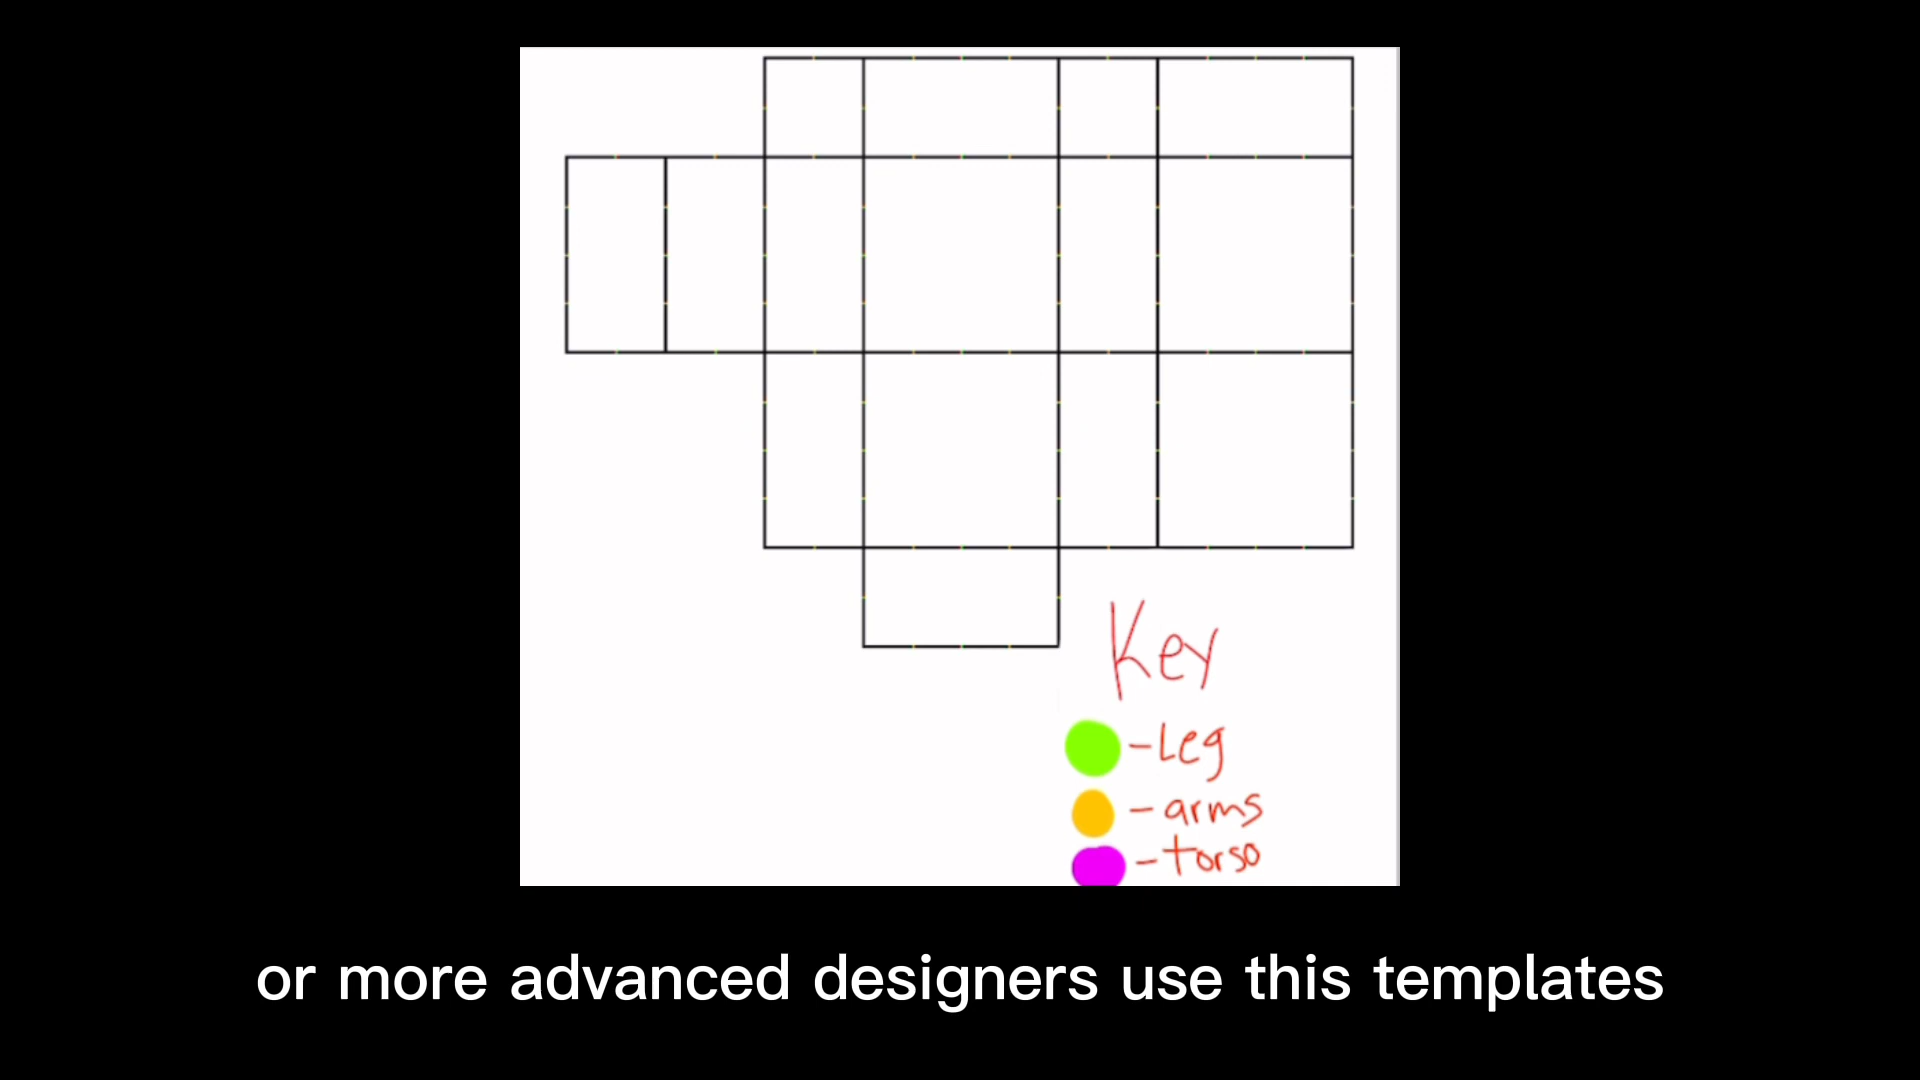 Key
-Leg
-arms
-torso
or more advanced designers use this templates